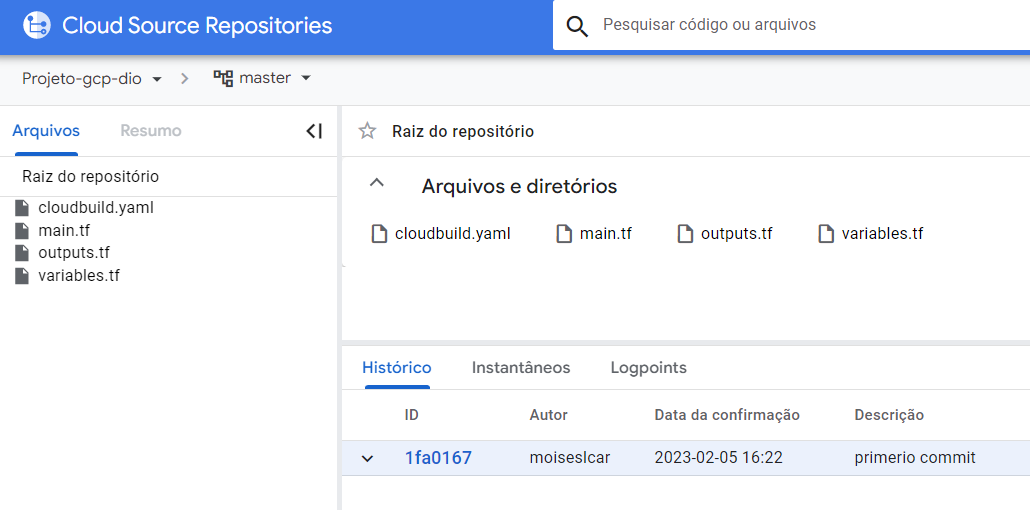 Cloud Source Repositories
Pesquisar código ou arquivos
Projeto-gcp-dio
master
Arquivos
Resumo
Raiz do repositório
cloudbuild.yaml
main.tf
outputs.tf
variables.tf
Raiz do repositório
Arquivos e diretórios
cloudbuild.yaml main.tf outputs.tf variables.tf
Histórico Instantâneos Logpoints
ID Autor Data da confirmação Descrição
1fa0167 moiseslcar 2023-02-05 16:22 primerio commit